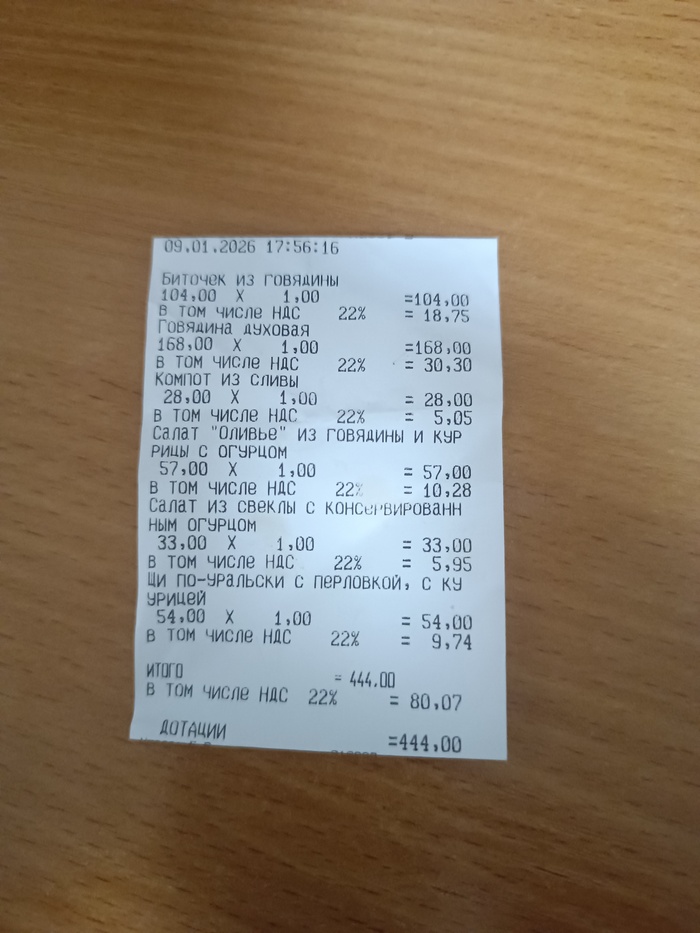 09.01.2026 17:56:16
Биточек из говядины
104,00 X 1,00 =104,00
В том числе НДС 22% = 18,75
Говядина духовая
168,00 X 1,00 =168,00
В том числе НДС 22% = 30,30
Компот из сливы
28,00 X 1,00 = 28,00
В том числе НДС 22% = 5,05
Салат "Оливье" из говядины и кур
рицы с огурцом
57,00 X 1,00 = 57,00
В том числе НДС 22% = 10,28
Салат из свеклы с консервированн
ным огурцом
33,00 X 1,00 = 33,00
В том числе НДС 22% = 5,95
Щи по-уральски с перловкой, с ку
урицей
54,00 X 1,00 = 54,00
В том числе НДС 22% = 9,74
ИТОГО = 444.00
В том числе НДС 22% = 80,07
ДОТАЦИИ =444,00